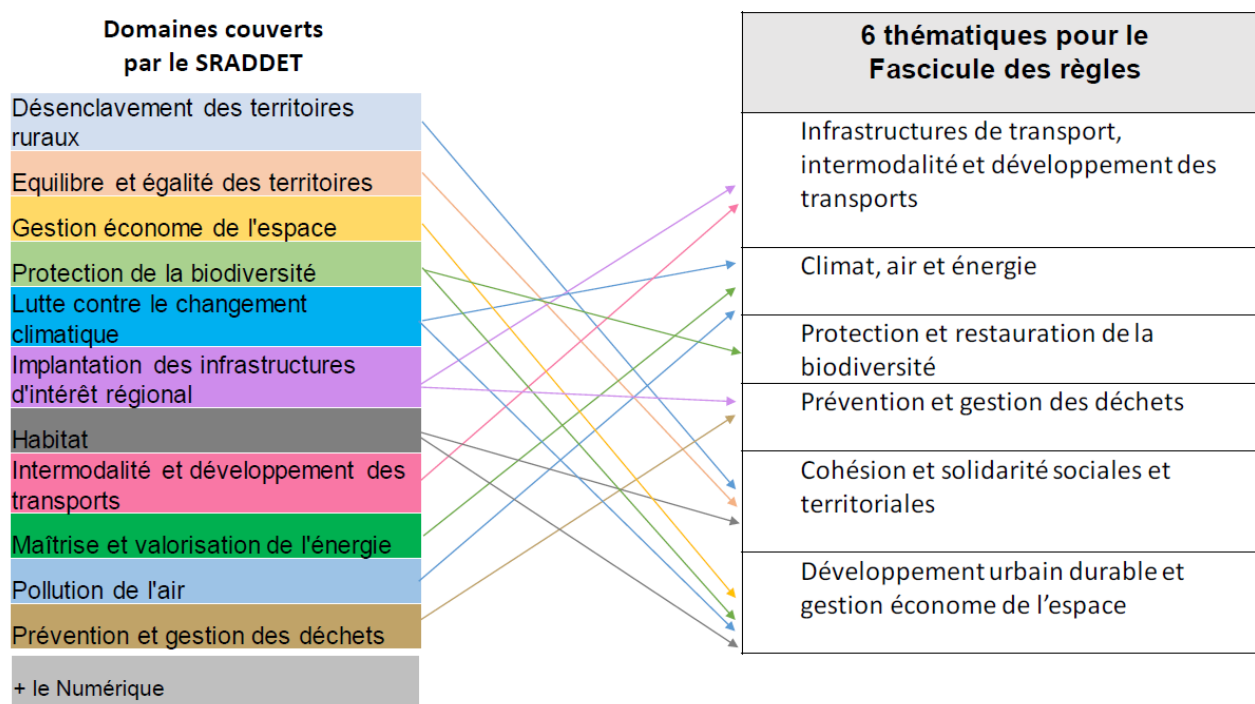 Domaines couverts
par le SRADDET
Désenclavement des territoires
ruraux
Equilibre et égalité des territoires
Gestion économe de l'espace
Protection de la biodiversité
Lutte contre le changement
climatique
Implantation des infrastructures
d'intérêt régional
Habitat
Intermodalité et développement des
transports
Maîtrise et valorisation de l'énergie
Pollution de l'air
Prévention et gestion des déchets
+ le Numérique
6 thématiques pour le
Fascicule des règles
Infrastructures de transport,
intermodalité et développement des
transports
Climat, air et énergie
Protection et restauration de la
biodiversité
Prévention et gestion des déchets
Cohésion et solidarité sociales et
territoriales
Développement urbain durable et
gestion économe de l’espace